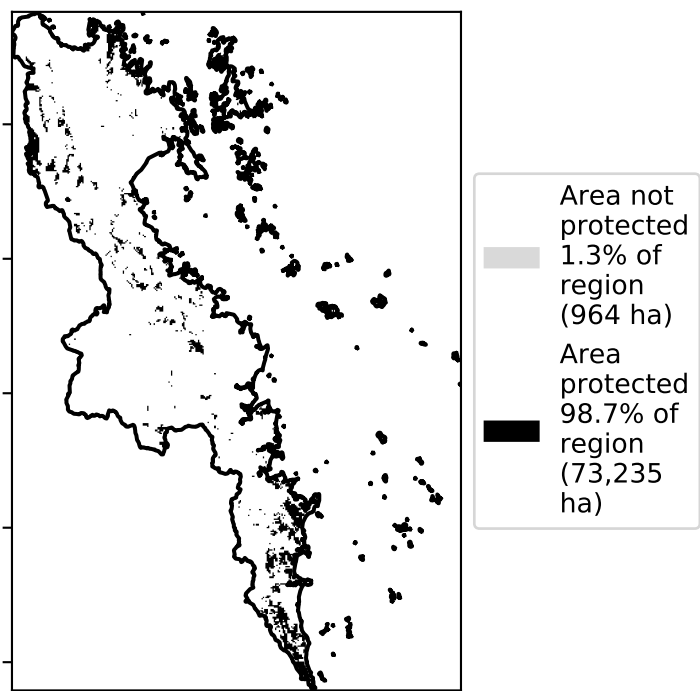 Area not
protected
1.3% of
region
(964 ha)
Area
protected
98.7% of
region
(73,235
ha)